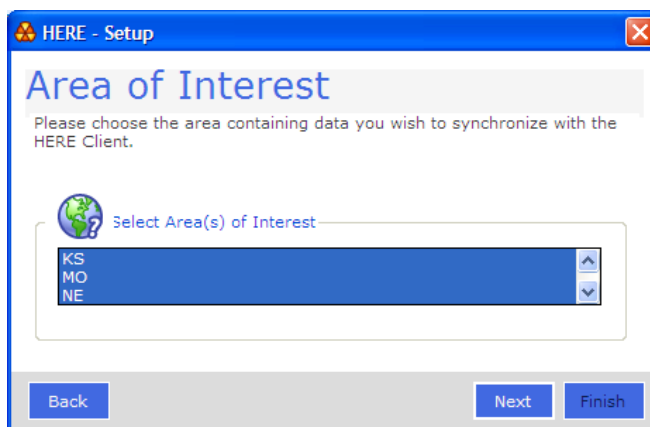 HERE - Setup
Area of Interest
Please choose the area containing data you wish to synchronize with the
HERE Client.
Select Area(s) of Interest
KS
MO
NE
Back
Next
Finish